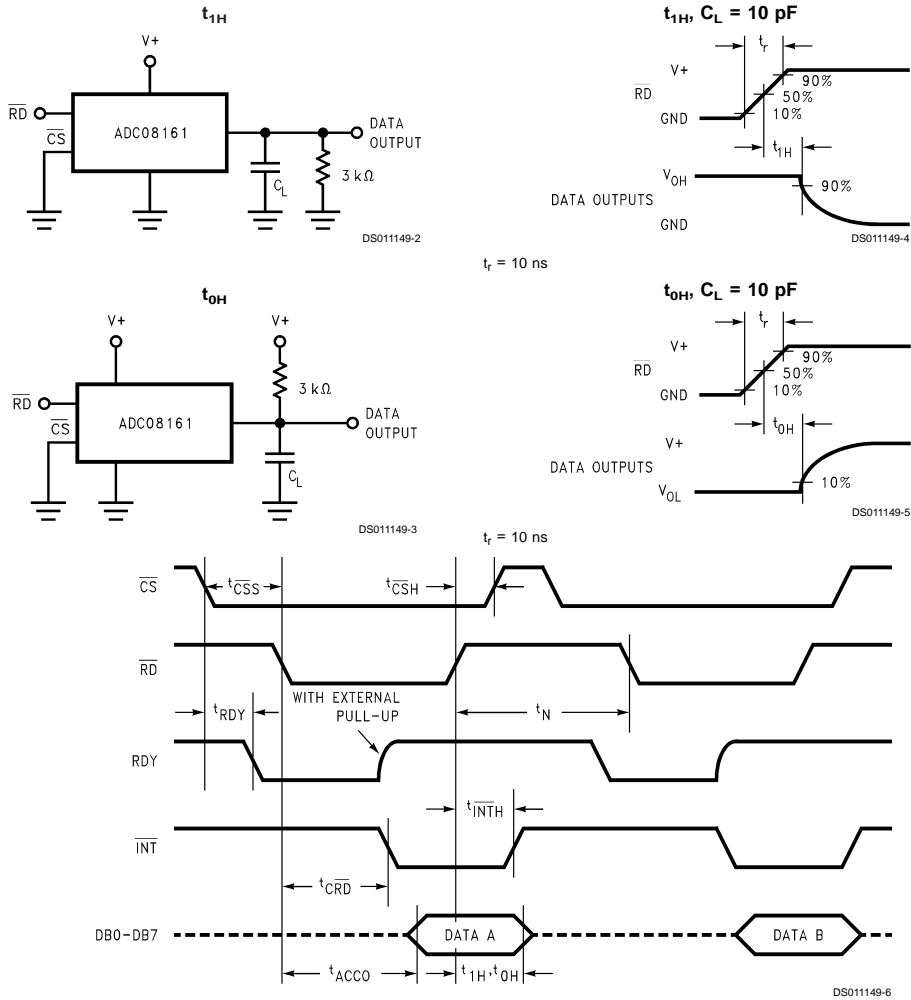 t1H
V+
RD
CS
ADC08161
DATA
OUTPUT
CL
3 kΩ
DS011149-2
t1H, CL = 10 pF
tr
V+
RD
GND
90%
50%
10%
t1H
VOH
DATA OUTPUTS
GND
90%
DS011149-4
tr = 10 ns
t0H
V+
V+
3 kΩ
RD
CS
ADC08161
DATA
OUTPUT
CL
DS011149-3
t0H, CL = 10 pF
tr
V+
RD
GND
90%
50%
10%
t0H
V+
DATA OUTPUTS
VOL
10%
DS011149-5
tr = 10 ns
CS
tCSS
tCSH
RD
WITH EXTERNAL
PULL-UP
tRDY
tN
RDY
tINTH
INT
tCRD
DB0-DB7
DATA A
DATA B
tACC0
t1H,t0H
DS011149-6